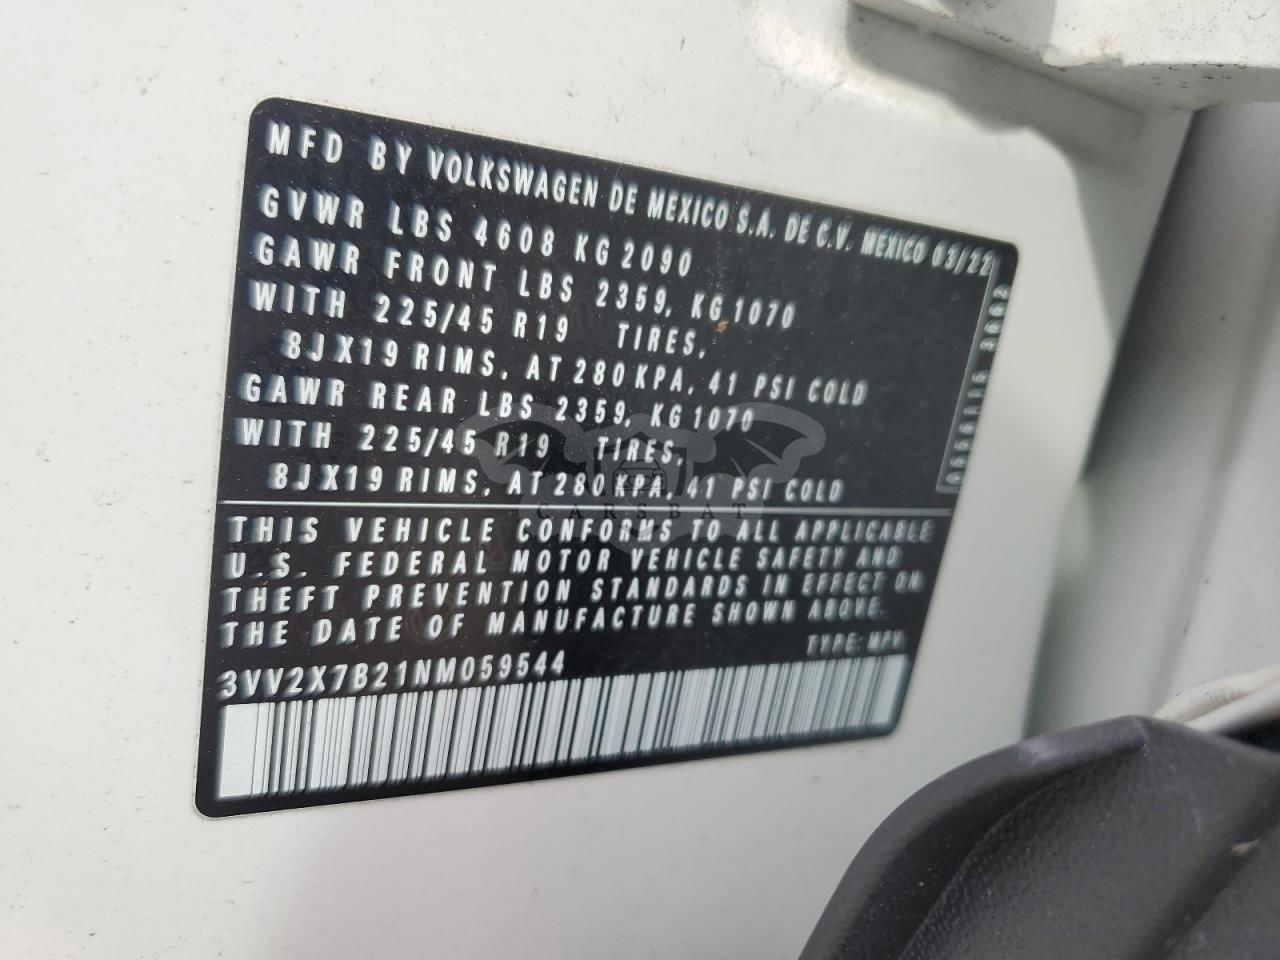 MFD BY VOLKSWAGEN DE MEXICO S.A. DE C.V. MEXICO 03/22
GVWR LBS 4608 KG 2090
GAWR FRONT LBS 2359, KG 1070
WITH 225/45 R19 TIRES,
8JX19 RIMS, AT 280 KPA, 41 PSI COLD
GAWR REAR LBS 2359, KG 1070
WITH 225/45 R19 TIRES,
8JX19 RIMS, AT 280 KPA, 41 PSI COLD
THIS VEHICLE CONFORMS TO ALL APPLICABLE
U.S. FEDERAL MOTOR VEHICLE SAFETY AND
THEFT PREVENTION STANDARDS IN EFFECT ON
THE DATE OF MANUFACTURE SHOWN ABOVE.
TYPE: MPV
3VV2X7B21NM059544
CARSBAT